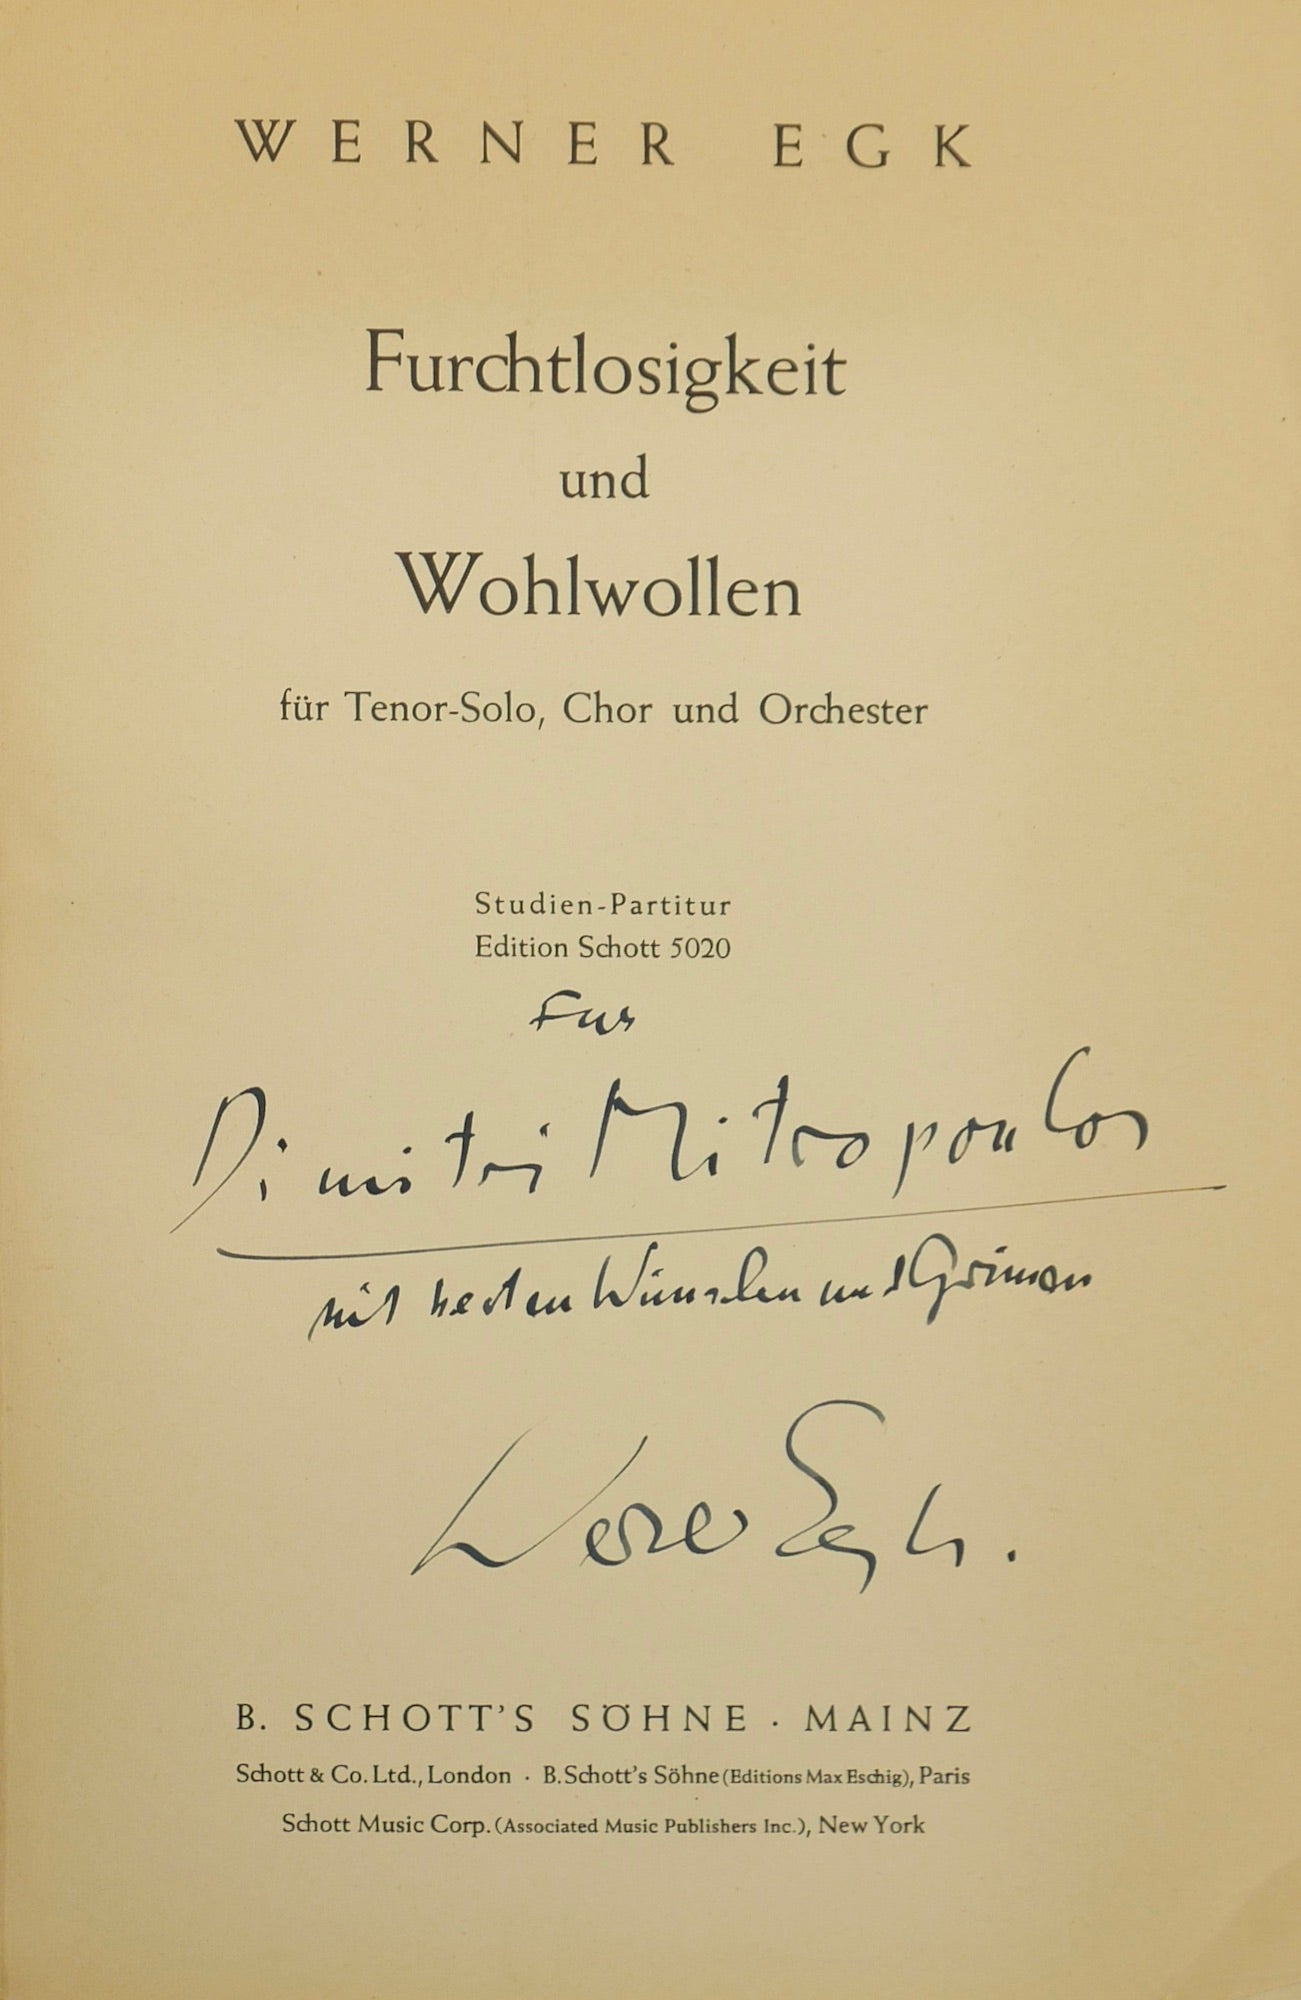 WERNER EGK
Furchtlosigkeit
und
Wohlwollen
für Tenor-Solo, Chor und Orchester
Studien-Partitur
Edition Schott 5020
Für
Dimitri Mitropoulos
mit besten Wünschen und Grüssen
Werner Egk.
B. SCHOTT'S SÖHNE · MAINZ
Schott & Co. Ltd., London · B. Schott's Söhne (Editions Max Eschig), Paris
Schott Music Corp. (Associated Music Publishers Inc.), New York